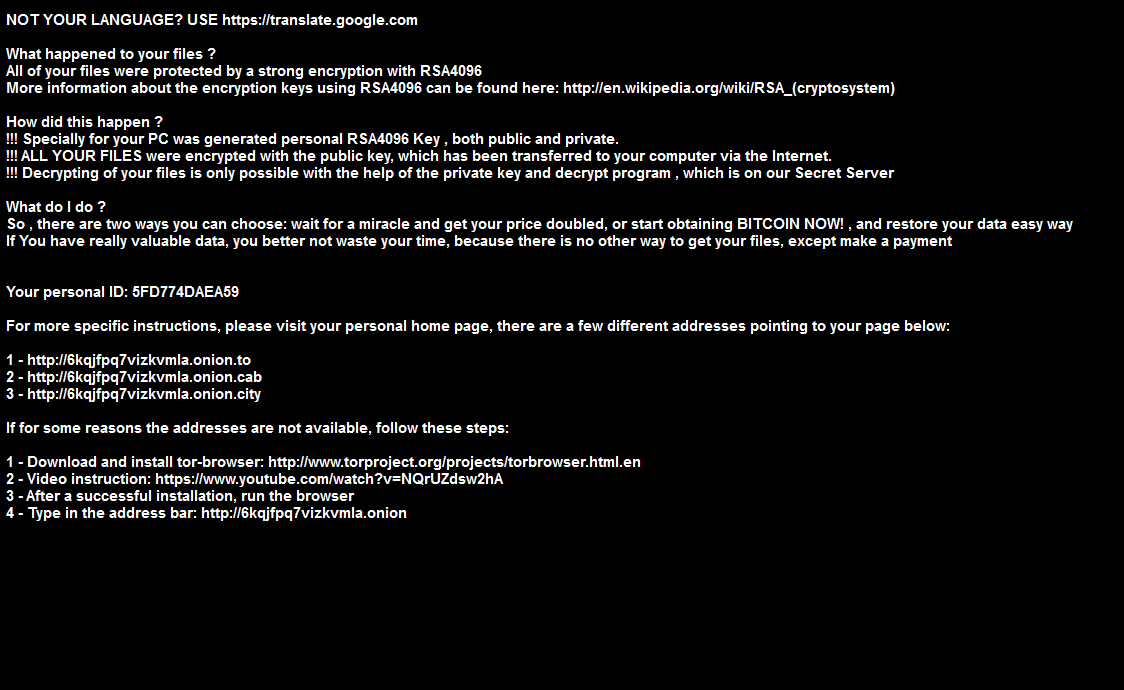 NOT YOUR LANGUAGE? USE https://translate.google.com
What happened to your files ?
All of your files were protected by a strong encryption with RSA4096
More information about the encryption keys using RSA4096 can be found here: http://en.wikipedia.org/wiki/RSA_(cryptosystem)
How did this happen ?
!!! Specially for your PC was generated personal RSA4096 Key , both public and private.
!!! ALL YOUR FILES were encrypted with the public key, which has been transferred to your computer via the Internet.
!!! Decrypting of your files is only possible with the help of the private key and decrypt program , which is on our Secret Server
What do I do ?
So , there are two ways you can choose: wait for a miracle and get your price doubled, or start obtaining BITCOIN NOW! , and restore your data easy way
If You have really valuable data, you better not waste your time, because there is no other way to get your files, except make a payment
Your personal ID: 5FD774DAEA59
For more specific instructions, please visit your personal home page, there are a few different addresses pointing to your page below:
1 - http://6kqjfpq7vizkvmla.onion.to
2 - http://6kqjfpq7vizkvmla.onion.cab
3 - http://6kqjfpq7vizkvmla.onion.city
If for some reasons the addresses are not available, follow these steps:
1 - Download and install tor-browser: http://www.torproject.org/projects/torbrowser.html.en
2 - Video instruction: https://www.youtube.com/watch?v=NQrUZdsw2hA
3 - After a successful installation, run the browser
4 - Type in the address bar: http://6kqjfpq7vizkvmla.onion